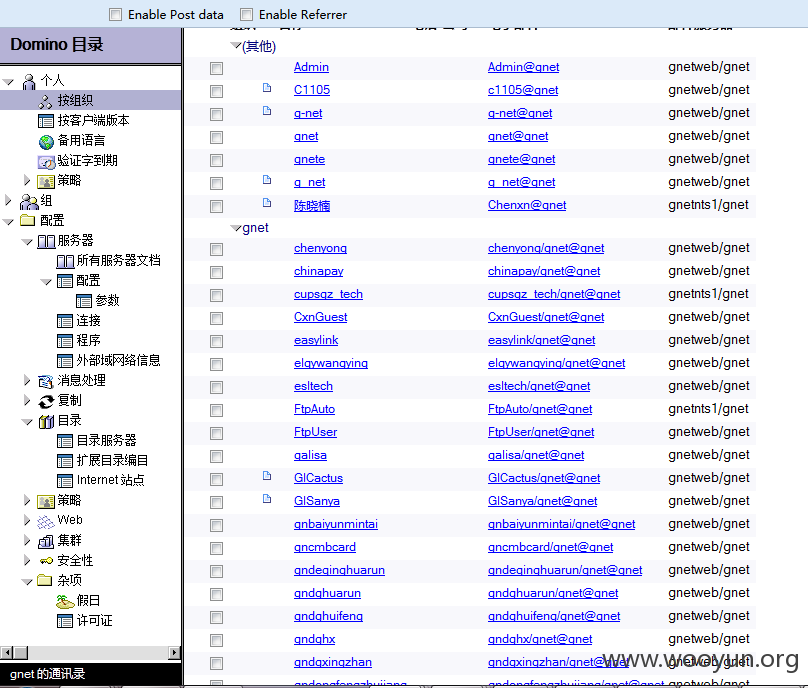 Enable Post data Enable Referrer
Domino 目录
个人
按组织
按客户端版本
备用语言
验证字到期
策略
组
配置
服务器
所有服务器文档
配置
参数
连接
程序
外部域网络信息
消息处理
复制
目录
目录服务器
扩展目录编目
Internet 站点
策略
Web
集群
安全性
杂项
假日
许可证
gnet 的通讯录
(其他)
Admin Admin@gnet gnetweb/gnet
C1105 c1105@gnet gnetweb/gnet
g-net g-net@gnet gnetweb/gnet
gnet gnet@gnet gnetweb/gnet
gnete gnete@gnet gnetweb/gnet
g_net g_net@gnet gnetweb/gnet
陈晓楠 Chenxn@gnet gnetnts1/gnet
gnet
chenyong chenyong/gnet@gnet gnetweb/gnet
chinapay chinapay/gnet@gnet gnetweb/gnet
cupsgz_tech cupsgz_tech/gnet@gnet gnetnts1/gnet
CxnGuest CxnGuest/gnet@gnet gnetweb/gnet
easylink easylink/gnet@gnet gnetweb/gnet
elgywangying elgywangying/gnet@gnet gnetweb/gnet
esltech esltech/gnet@gnet gnetweb/gnet
FtpAuto FtpAuto/gnet@gnet gnetnts1/gnet
FtpUser FtpUser/gnet@gnet gnetweb/gnet
galisa galisa/gnet@gnet gnetweb/gnet
GlCactus GlCactus/gnet@gnet gnetweb/gnet
GlSanya GlSanya/gnet@gnet gnetweb/gnet
gnbaiyunmintai gnbaiyunmintai/gnet@gnet gnetweb/gnet
gncmbcard gncmbcard/gnet@gnet gnetweb/gnet
gndeqinghuarun gndeqinghuarun/gnet@gnet gnetweb/gnet
gndghuarun gndghuarun/gnet@gnet gnetweb/gnet
gndghuifeng gndghuifeng/gnet@gnet gnetweb/gnet
gndghx gndghx/gnet@gnet gnetweb/gnet
gndgxingzhan gndgxingzhan/gnet@gnet gnetweb/gnet
www.wooyun.org